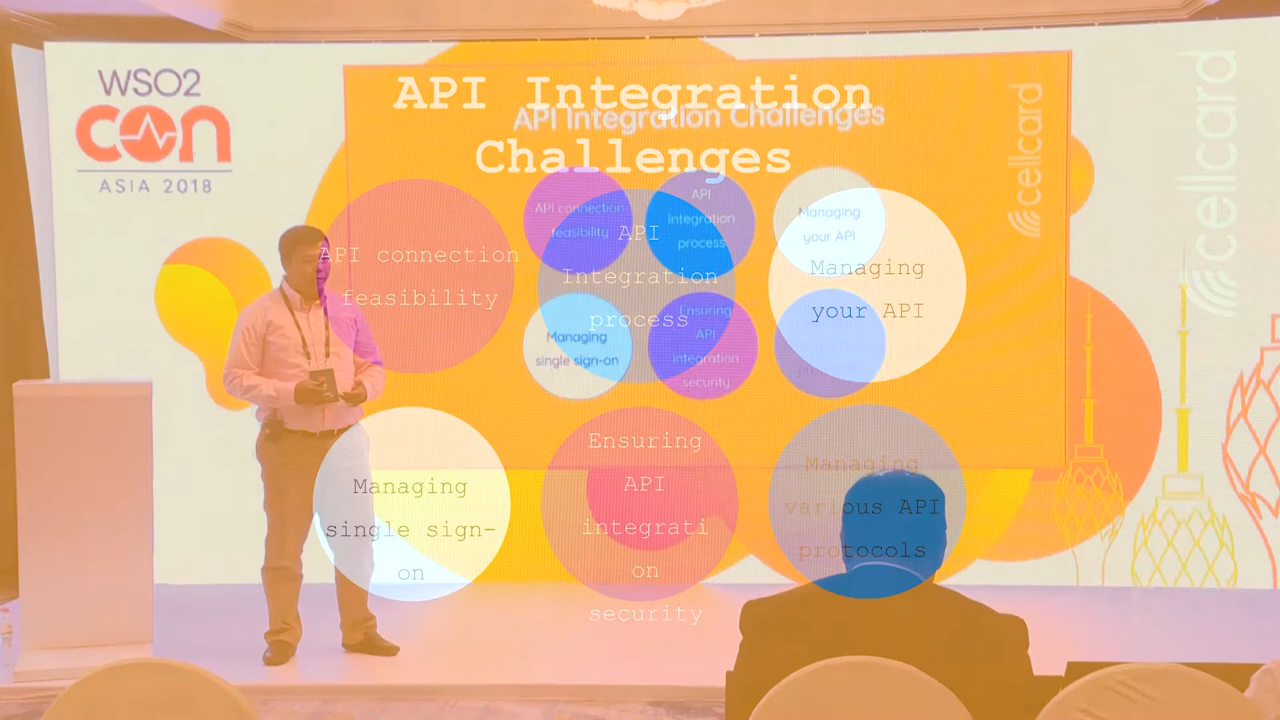 WSO2
CON
ASIA 2018
API Integration
Challenges
API Integration Challenges
cellcard
cellcard
API connection
feasibility
API
Integration
process
Managing
your API
Managing
single sign-on
Ensuring
API
integration
security
API connection
feasibility
API
Integration
process
Managing
your API
Managing
single sign-
on
Ensuring
API
integrati
on
security
Managing
various API
protocols